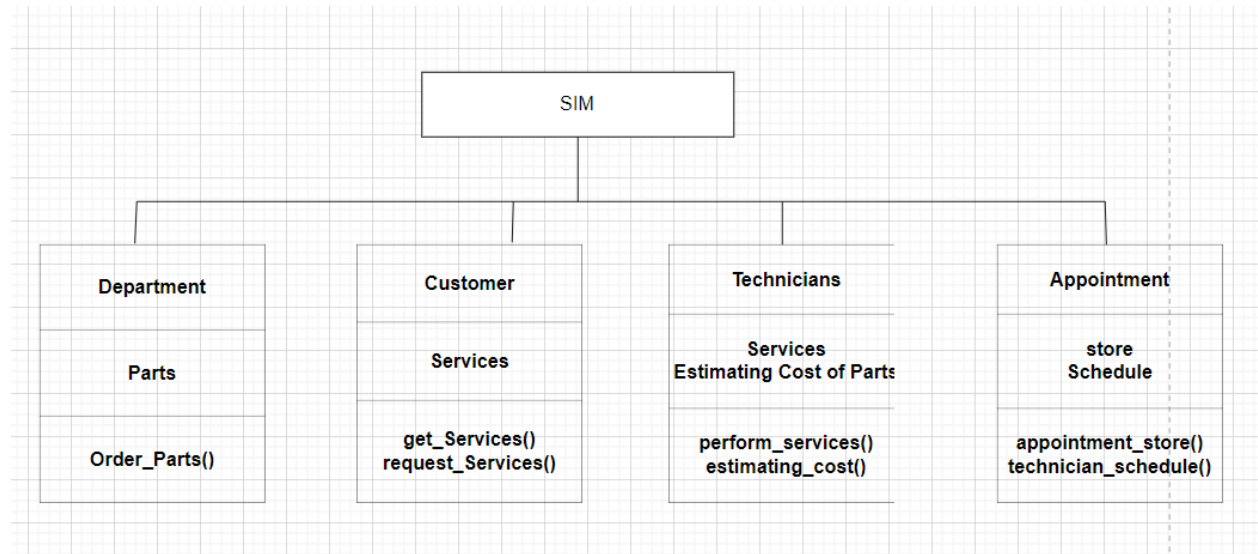 SIM
Department
Parts
Order_Parts()
Customer
Services
get_Services()
request_Services()
Technicians
Services
Estimating Cost of Parts
perform_services()
estimating_cost()
Appointment
store
Schedule
appointment_store()
technician_schedule()